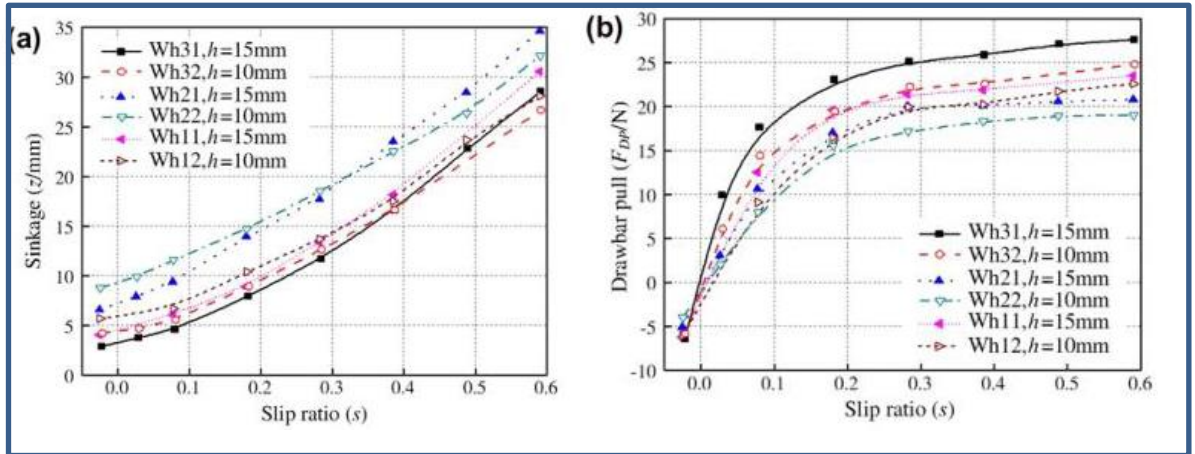 (a)
Sinkage (z/mm)
35
30
25
20
15
10
5
0
Wh31,h=15mm
Wh32,h=10mm
Wh21,h=15mm
Wh22,h=10mm
Wh11,h=15mm
Wh12,h=10mm
0.0 0.1 0.2 0.3 0.4 0.5 0.6
Slip ratio (s)
(b)
Drawbar pull (F_DP/N)
30
25
20
15
10
5
0
-5
-10
Wh31,h=15mm
Wh32,h=10mm
Wh21,h=15mm
Wh22,h=10mm
Wh11,h=15mm
Wh12,h=10mm
0.0 0.1 0.2 0.3 0.4 0.5 0.6
Slip ratio (s)